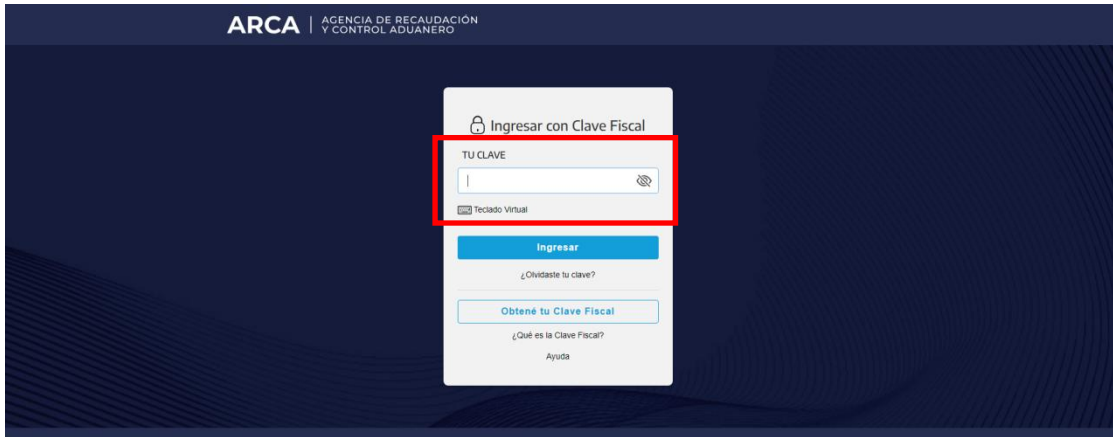 ARCA
AGENCIA DE RECAUDACIÓN
Y CONTROL ADUANERO
Ingresar con Clave Fiscal
TU CLAVE
Teclado Virtual
Ingresar
¿Olvidaste tu clave?
Obtené tu Clave Fiscal
¿Qué es la Clave Fiscal?
Ayuda